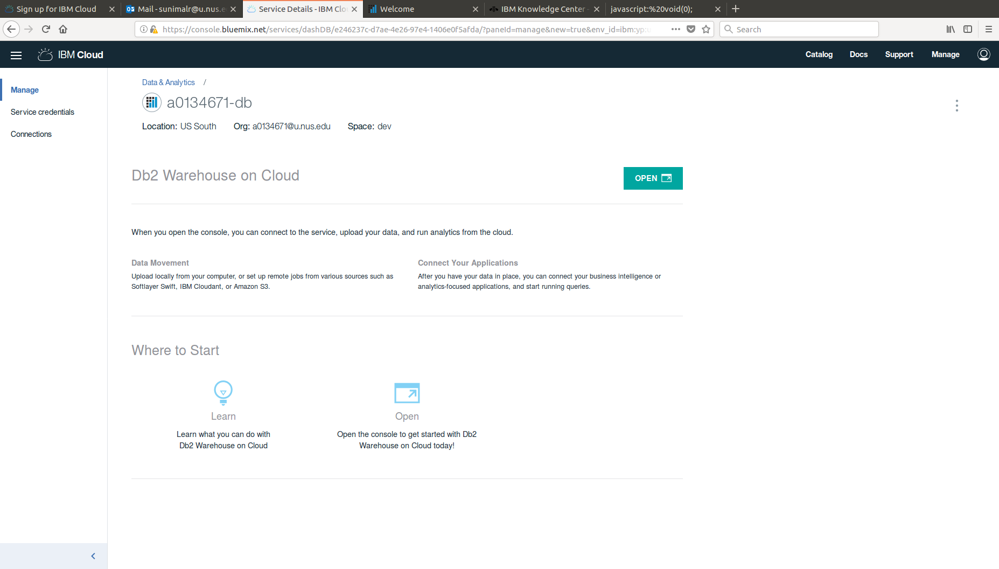 Sign up for IBM Cloud
Mail - sunimalr@u.nus.e
Service Details - IBM Clo
Welcome
IBM Knowledge Center -
javascript:%20void(0);
https://console.bluemix.net/services/dashDB/e246237c-d7ae-4e26-97e4-1406e0f5afda/?paneId=manage&new=true&env_id=ibm:yp:u
Search
IBM Cloud
Catalog
Docs
Support
Manage
Manage
Service credentials
Connections
Data & Analytics /
a0134671-db
Location: US South
Org: a0134671@u.nus.edu
Space: dev
Db2 Warehouse on Cloud
OPEN
When you open the console, you can connect to the service, upload your data, and run analytics from the cloud.
Data Movement
Upload locally from your computer, or set up remote jobs from various sources such as
Softlayer Swift, IBM Cloudant, or Amazon S3.
Connect Your Applications
After you have your data in place, you can connect your business intelligence or
analytics-focused applications, and start running queries.
Where to Start
Learn
Learn what you can do with
Db2 Warehouse on Cloud
Open
Open the console to get started with Db2
Warehouse on Cloud today!